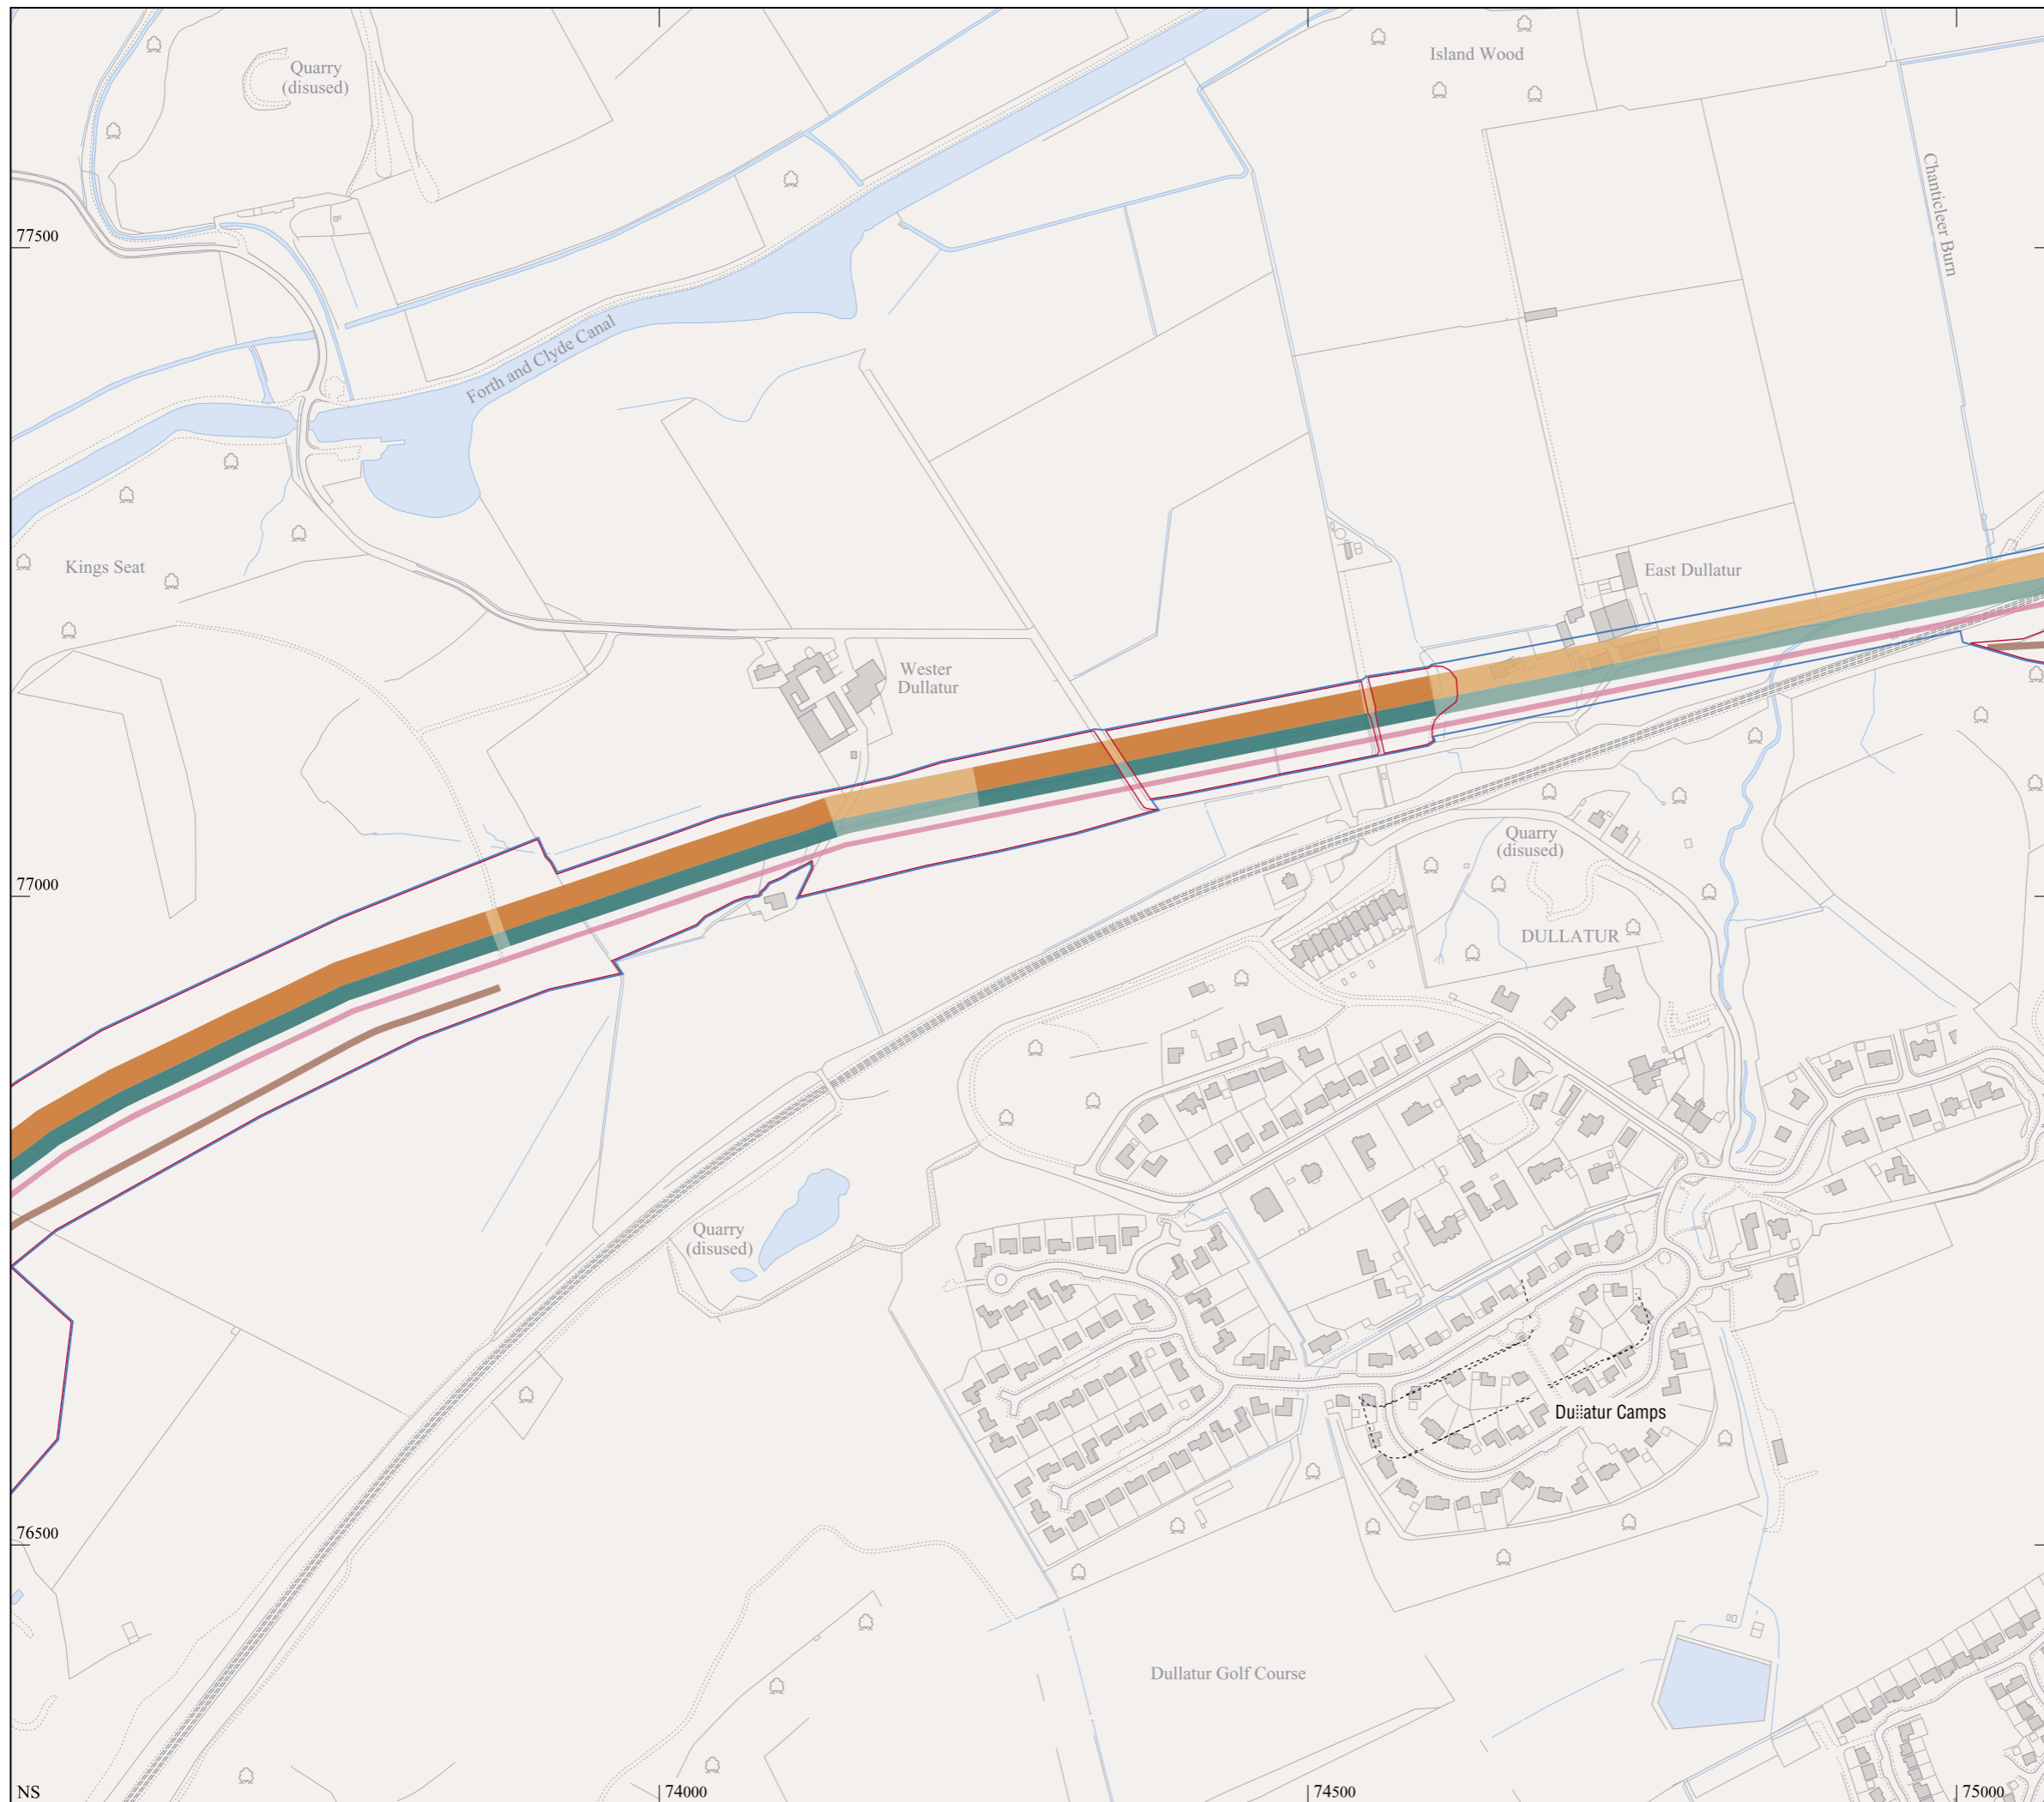 Island Wood
Quarry
(disused)
Chanticleer Burn
77500
Forth and Clyde Canal
Kings Seat
East Dullatur
Wester
Dullatur
Quarry
(disused)
77000
DULLATUR
Quarry
(disused)
Dullatur Camps
76500
Dullatur Golf Course
NS
74000
74500
75000